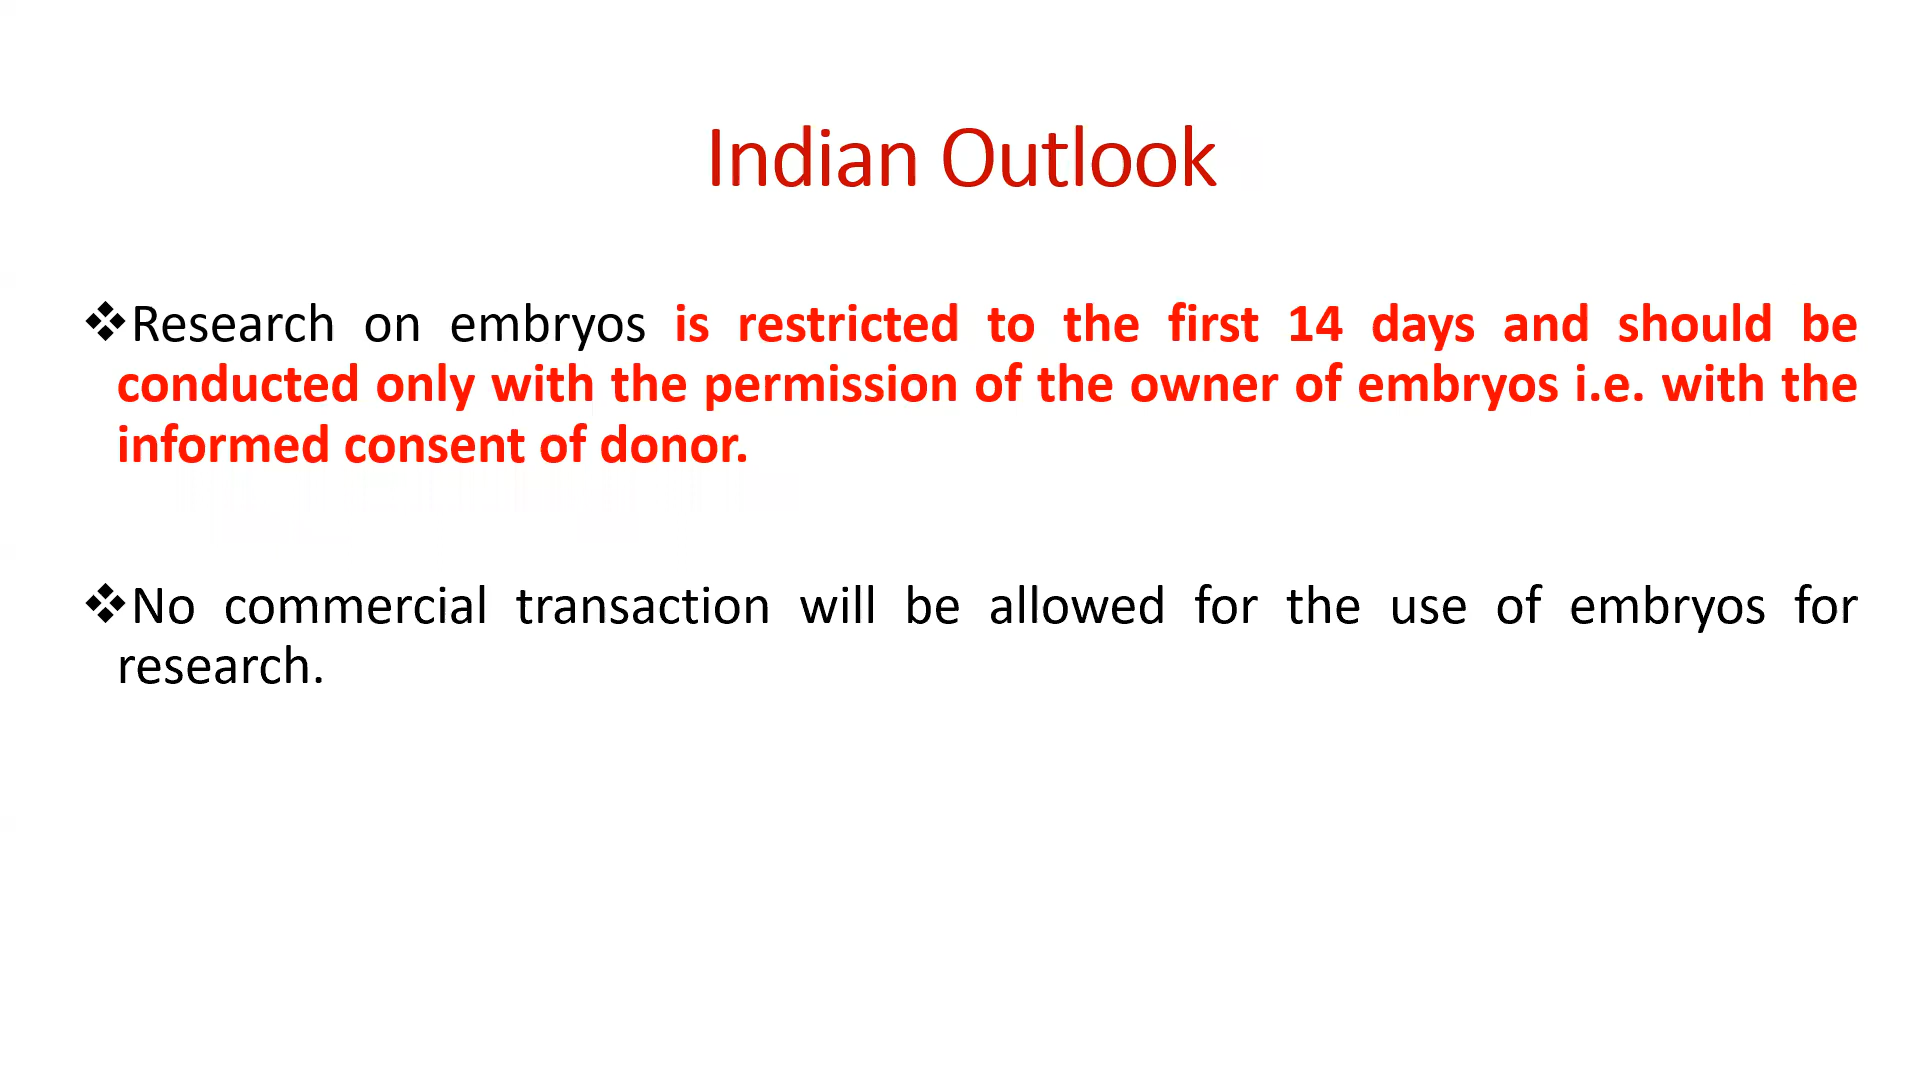 Indian Outlook
❖Research on embryos is restricted to the first 14 days and should be
conducted only with the permission of the owner of embryos i.e. with the
informed consent of donor.
❖No commercial transaction will be allowed for the use of embryos for
research.